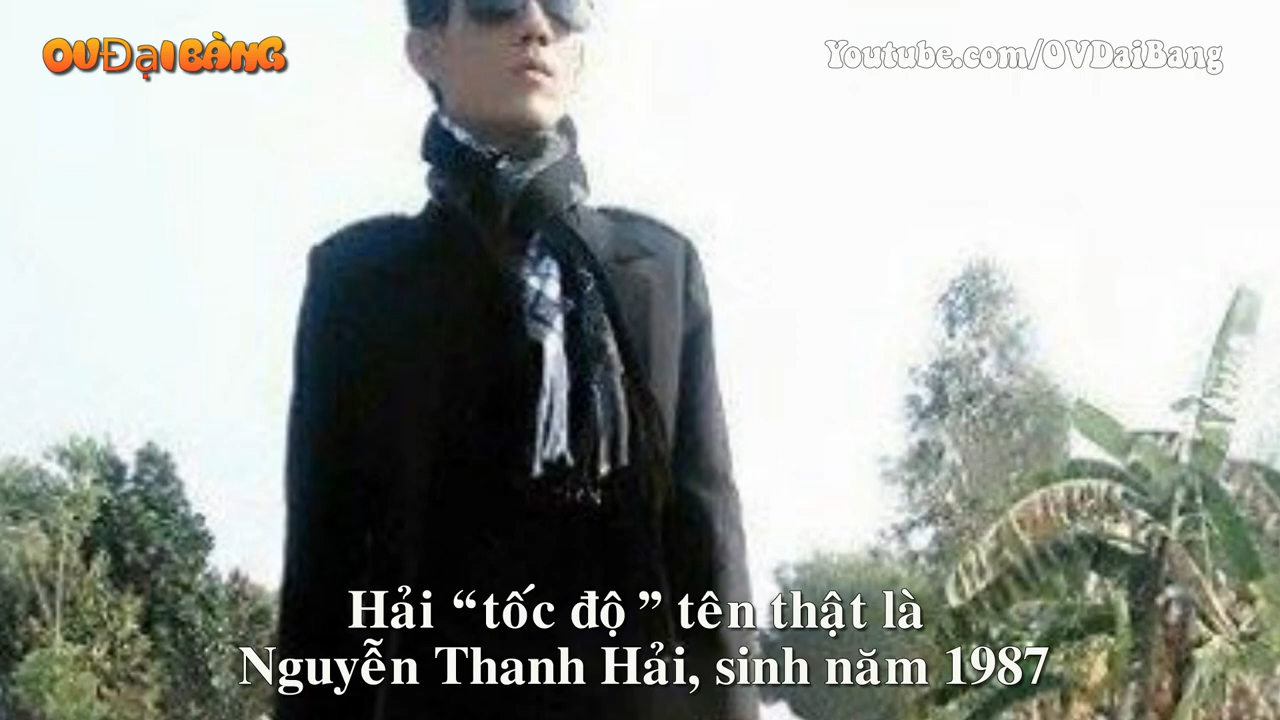 OVĐạI BÀNG
Youtube.com/OVDaiBang
Hải “tốc độ ” tên thật là
Nguyễn Thanh Hải, sinh năm 1987